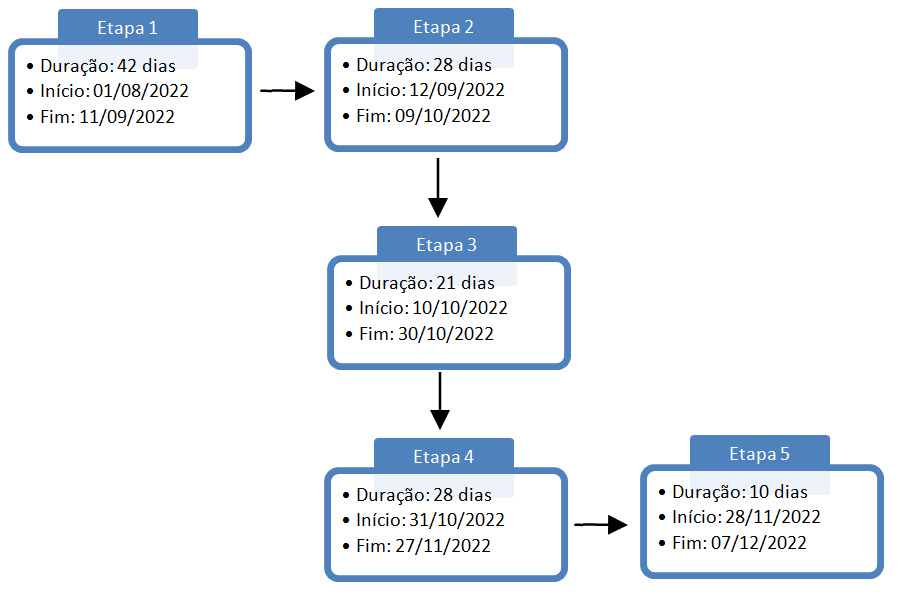 Etapa 1
• Duração: 42 dias
• Início: 01/08/2022
• Fim: 11/09/2022
Etapa 2
• Duração: 28 dias
• Início: 12/09/2022
• Fim: 09/10/2022
Etapa 3
• Duração: 21 dias
• Início: 10/10/2022
• Fim: 30/10/2022
Etapa 4
• Duração: 28 dias
• Início: 31/10/2022
• Fim: 27/11/2022
Etapa 5
• Duração: 10 dias
• Início: 28/11/2022
• Fim: 07/12/2022